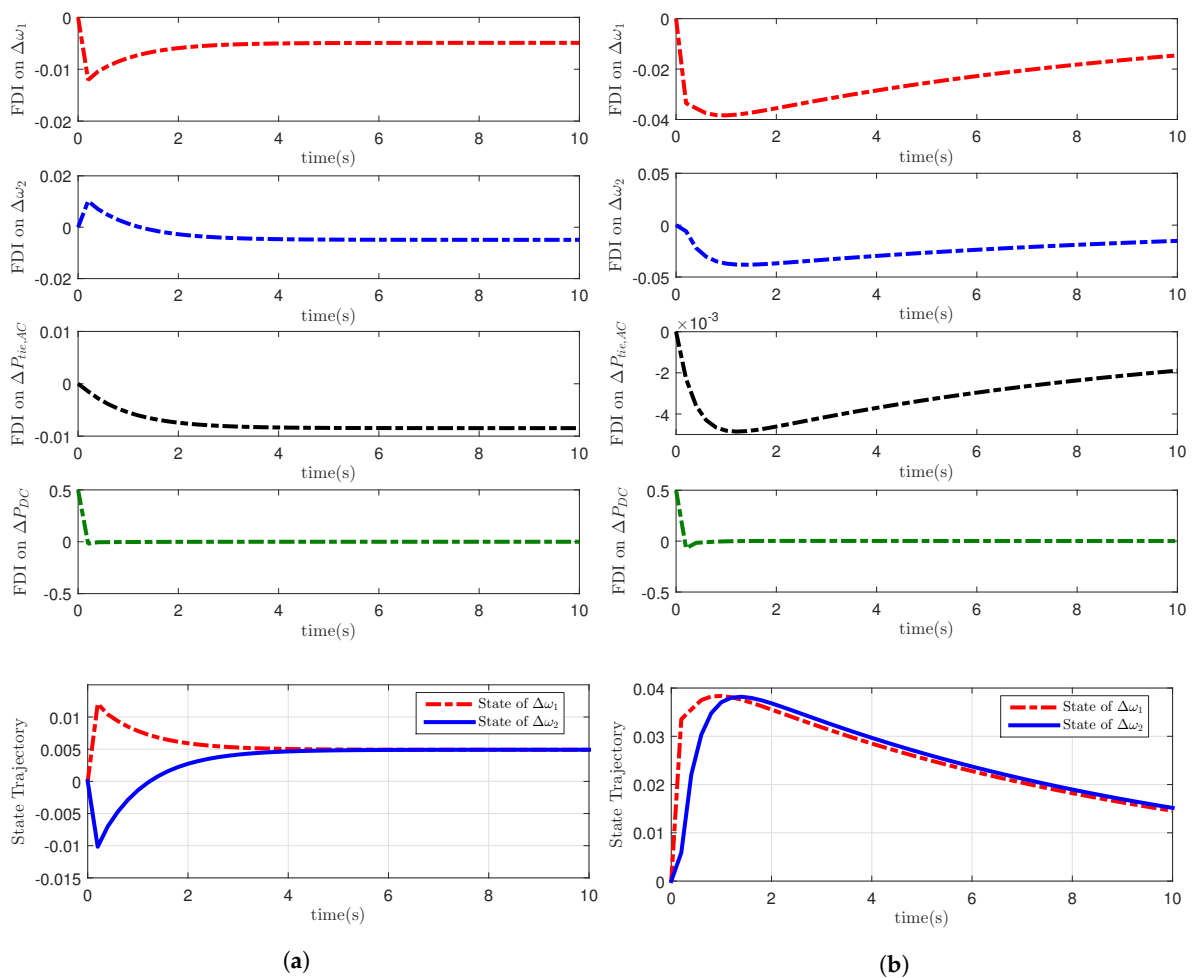 FDI on Δω₁
0
-0.01
-0.02
0 2 4 6 8 10
time(s)
FDI on Δω₂
0.02
0
-0.02
0 2 4 6 8 10
time(s)
FDI on ΔP_{tie,AC}
0.01
0
-0.01
0 2 4 6 8 10
time(s)
FDI on ΔP_{DC}
0.5
0
-0.5
0 2 4 6 8 10
time(s)
State Trajectory
0.01
0.005
0
-0.005
-0.01
-0.015
0 2 4 6 8 10
time(s)
State of Δω₁
State of Δω₂
(a)
FDI on Δω₁
0
-0.02
-0.04
0 2 4 6 8 10
time(s)
FDI on Δω₂
0.05
0
-0.05
0 2 4 6 8 10
time(s)
FDI on ΔP_{tie,AC}
×10⁻³
0
-2
-4
0 2 4 6 8 10
time(s)
FDI on ΔP_{DC}
0.5
0
-0.5
0 2 4 6 8 10
time(s)
State Trajectory
0.04
0.03
0.02
0.01
0
0 2 4 6 8 10
time(s)
State of Δω₁
State of Δω₂
(b)